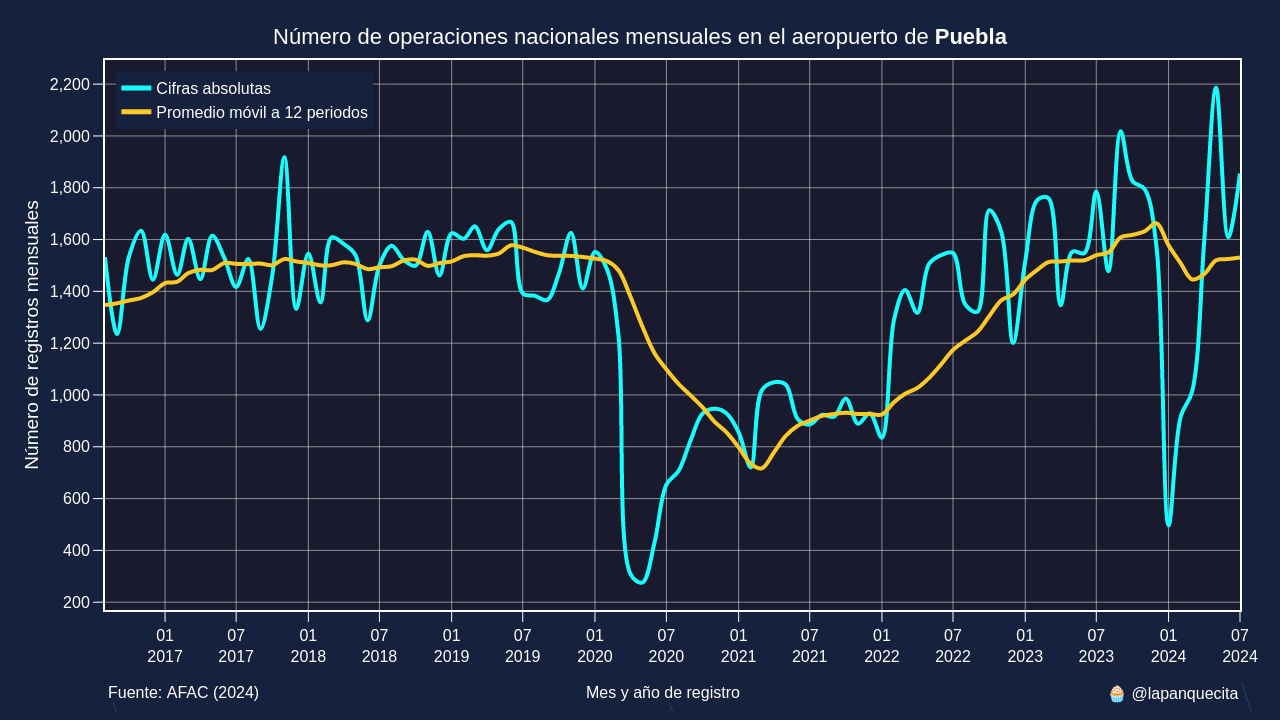 Número de operaciones nacionales mensuales en el aeropuerto de Puebla
Cifras absolutas
Promedio móvil a 12 periodos
Número de registros mensuales
2,200
2,000
1,800
1,600
1,400
1,200
1,000
800
600
400
200
01 07 01 07 01 07 01 07 01 07 01 07 01 07 01 07
2017 2017 2018 2018 2019 2019 2020 2020 2021 2021 2022 2022 2023 2023 2024 2024
Fuente: AFAC (2024) Mes y año de registro 🧁 @lapanquecita